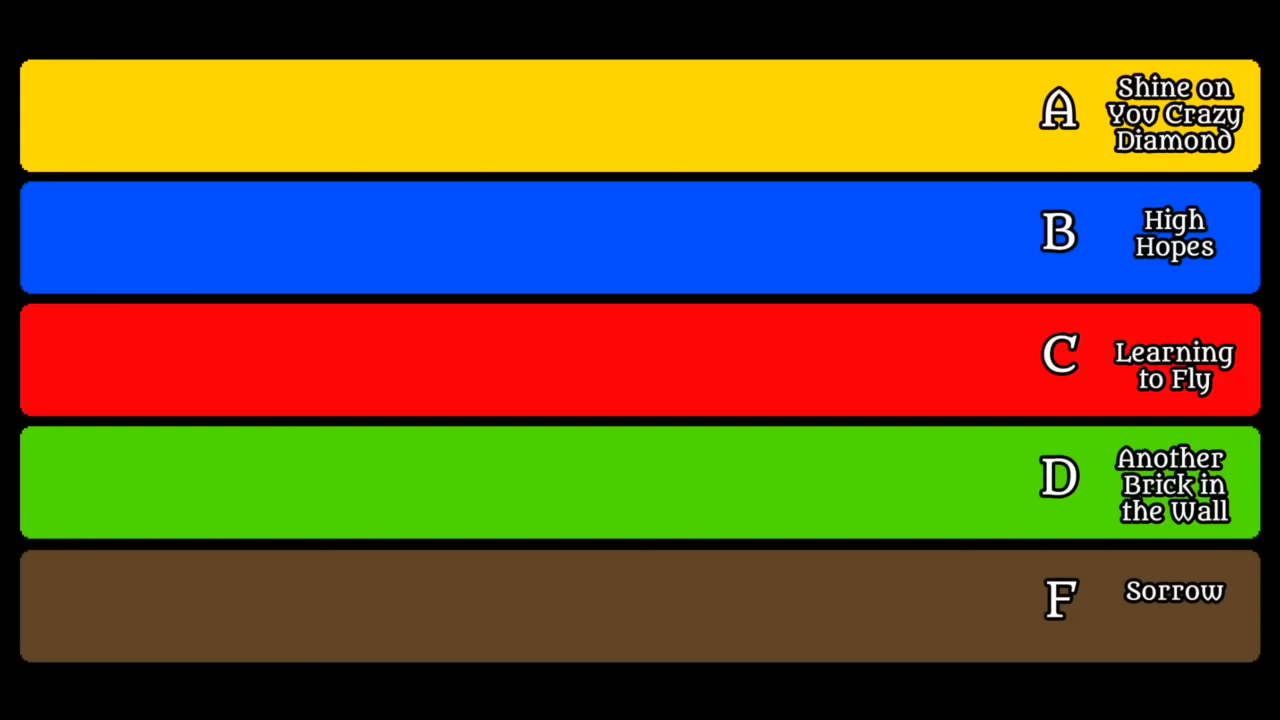 A
Shine on
You Crazy
Diamond
B
High
Hopes
C
Learning
to Fly
D
Another
Brick in
the Wall
F
Sorrow